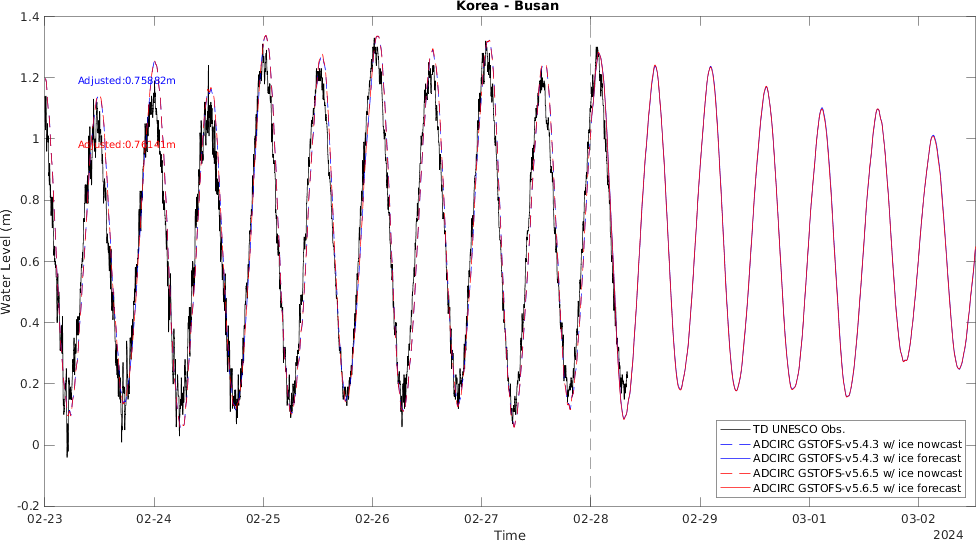 Korea - Busan
1.4
1.2
1
0.8
0.6
0.4
0.2
0
-0.2
Water Level (m)
Adjusted:0.75882m
Adjusted:0.76141m
02-23
02-24
02-25
02-26
02-27
02-28
02-29
03-01
03-02
Time
2024
TD UNESCO Obs.
ADCIRC GSTOFS-v5.4.3 w/ ice nowcast
ADCIRC GSTOFS-v5.4.3 w/ ice forecast
ADCIRC GSTOFS-v5.6.5 w/ ice nowcast
ADCIRC GSTOFS-v5.6.5 w/ ice forecast